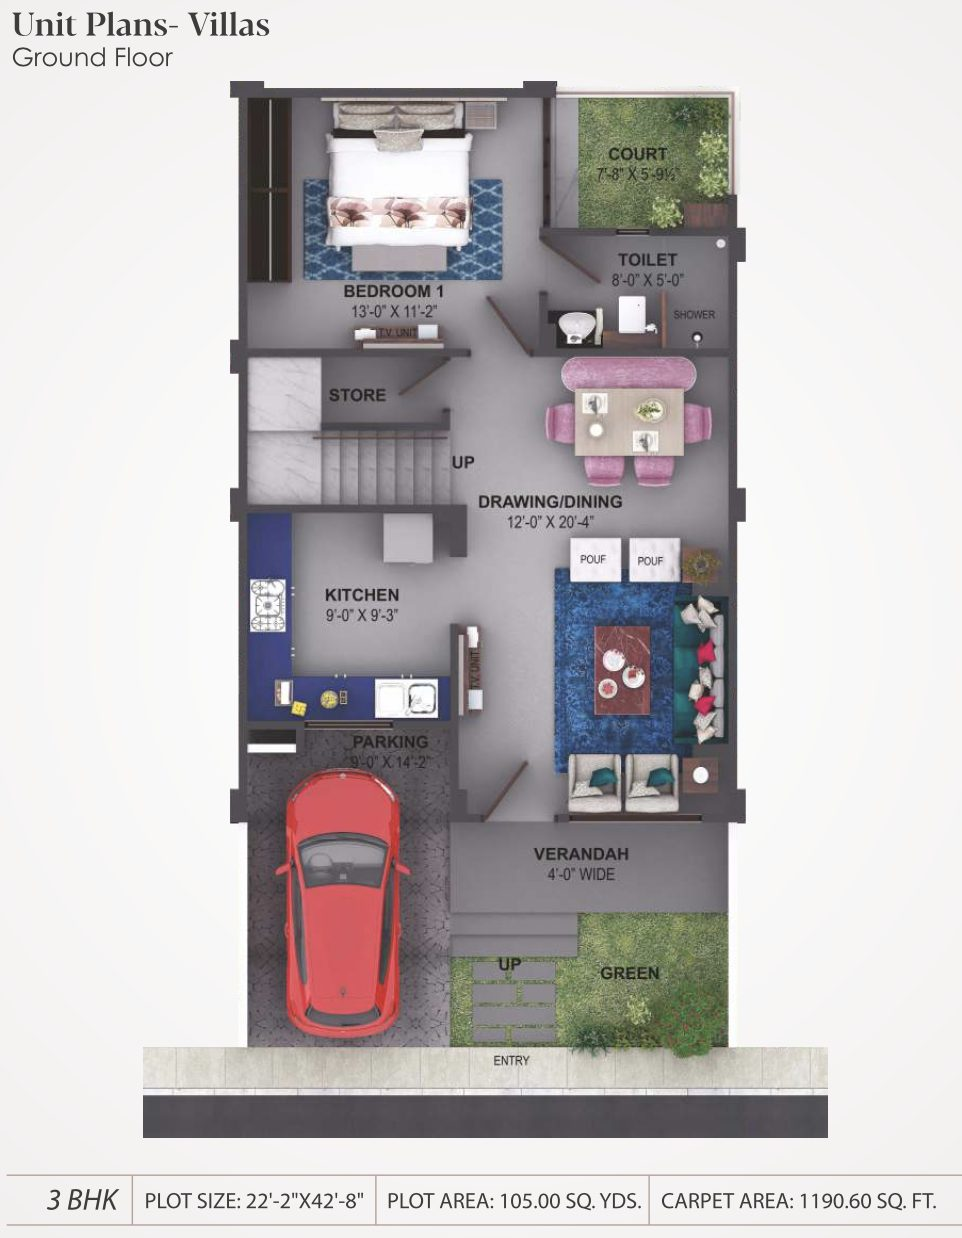 Unit Plans- Villas
Ground Floor
COURT
7'-8" X 5'-9½"
TOILET
8'-0" X 5'-0"
SHOWER
BEDROOM 1
13'-0" X 11'-2"
T.V. UNIT
STORE
UP
DRAWING/DINING
12'-0" X 20'-4"
POUF
POUF
KITCHEN
9'-0" X 9'-3"
T.V. UNIT
PARKING
9'-0" X 14'-2"
VERANDAH
4'-0" WIDE
UP
GREEN
ENTRY
3 BHK
PLOT SIZE: 22'-2"X42'-8"
PLOT AREA: 105.00 SQ. YDS.
CARPET AREA: 1190.60 SQ. FT.